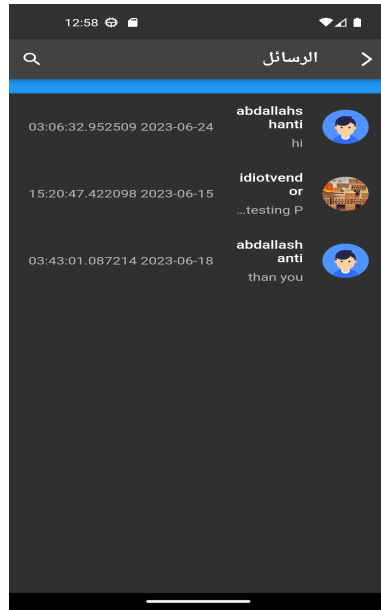 12:58
الرسائل
abdallahs
hanti
03:06:32.952509 2023-06-24
hi
idiotvend
or
15:20:47.422098 2023-06-15
...testing P
abdallash
anti
03:43:01.087214 2023-06-18
than you